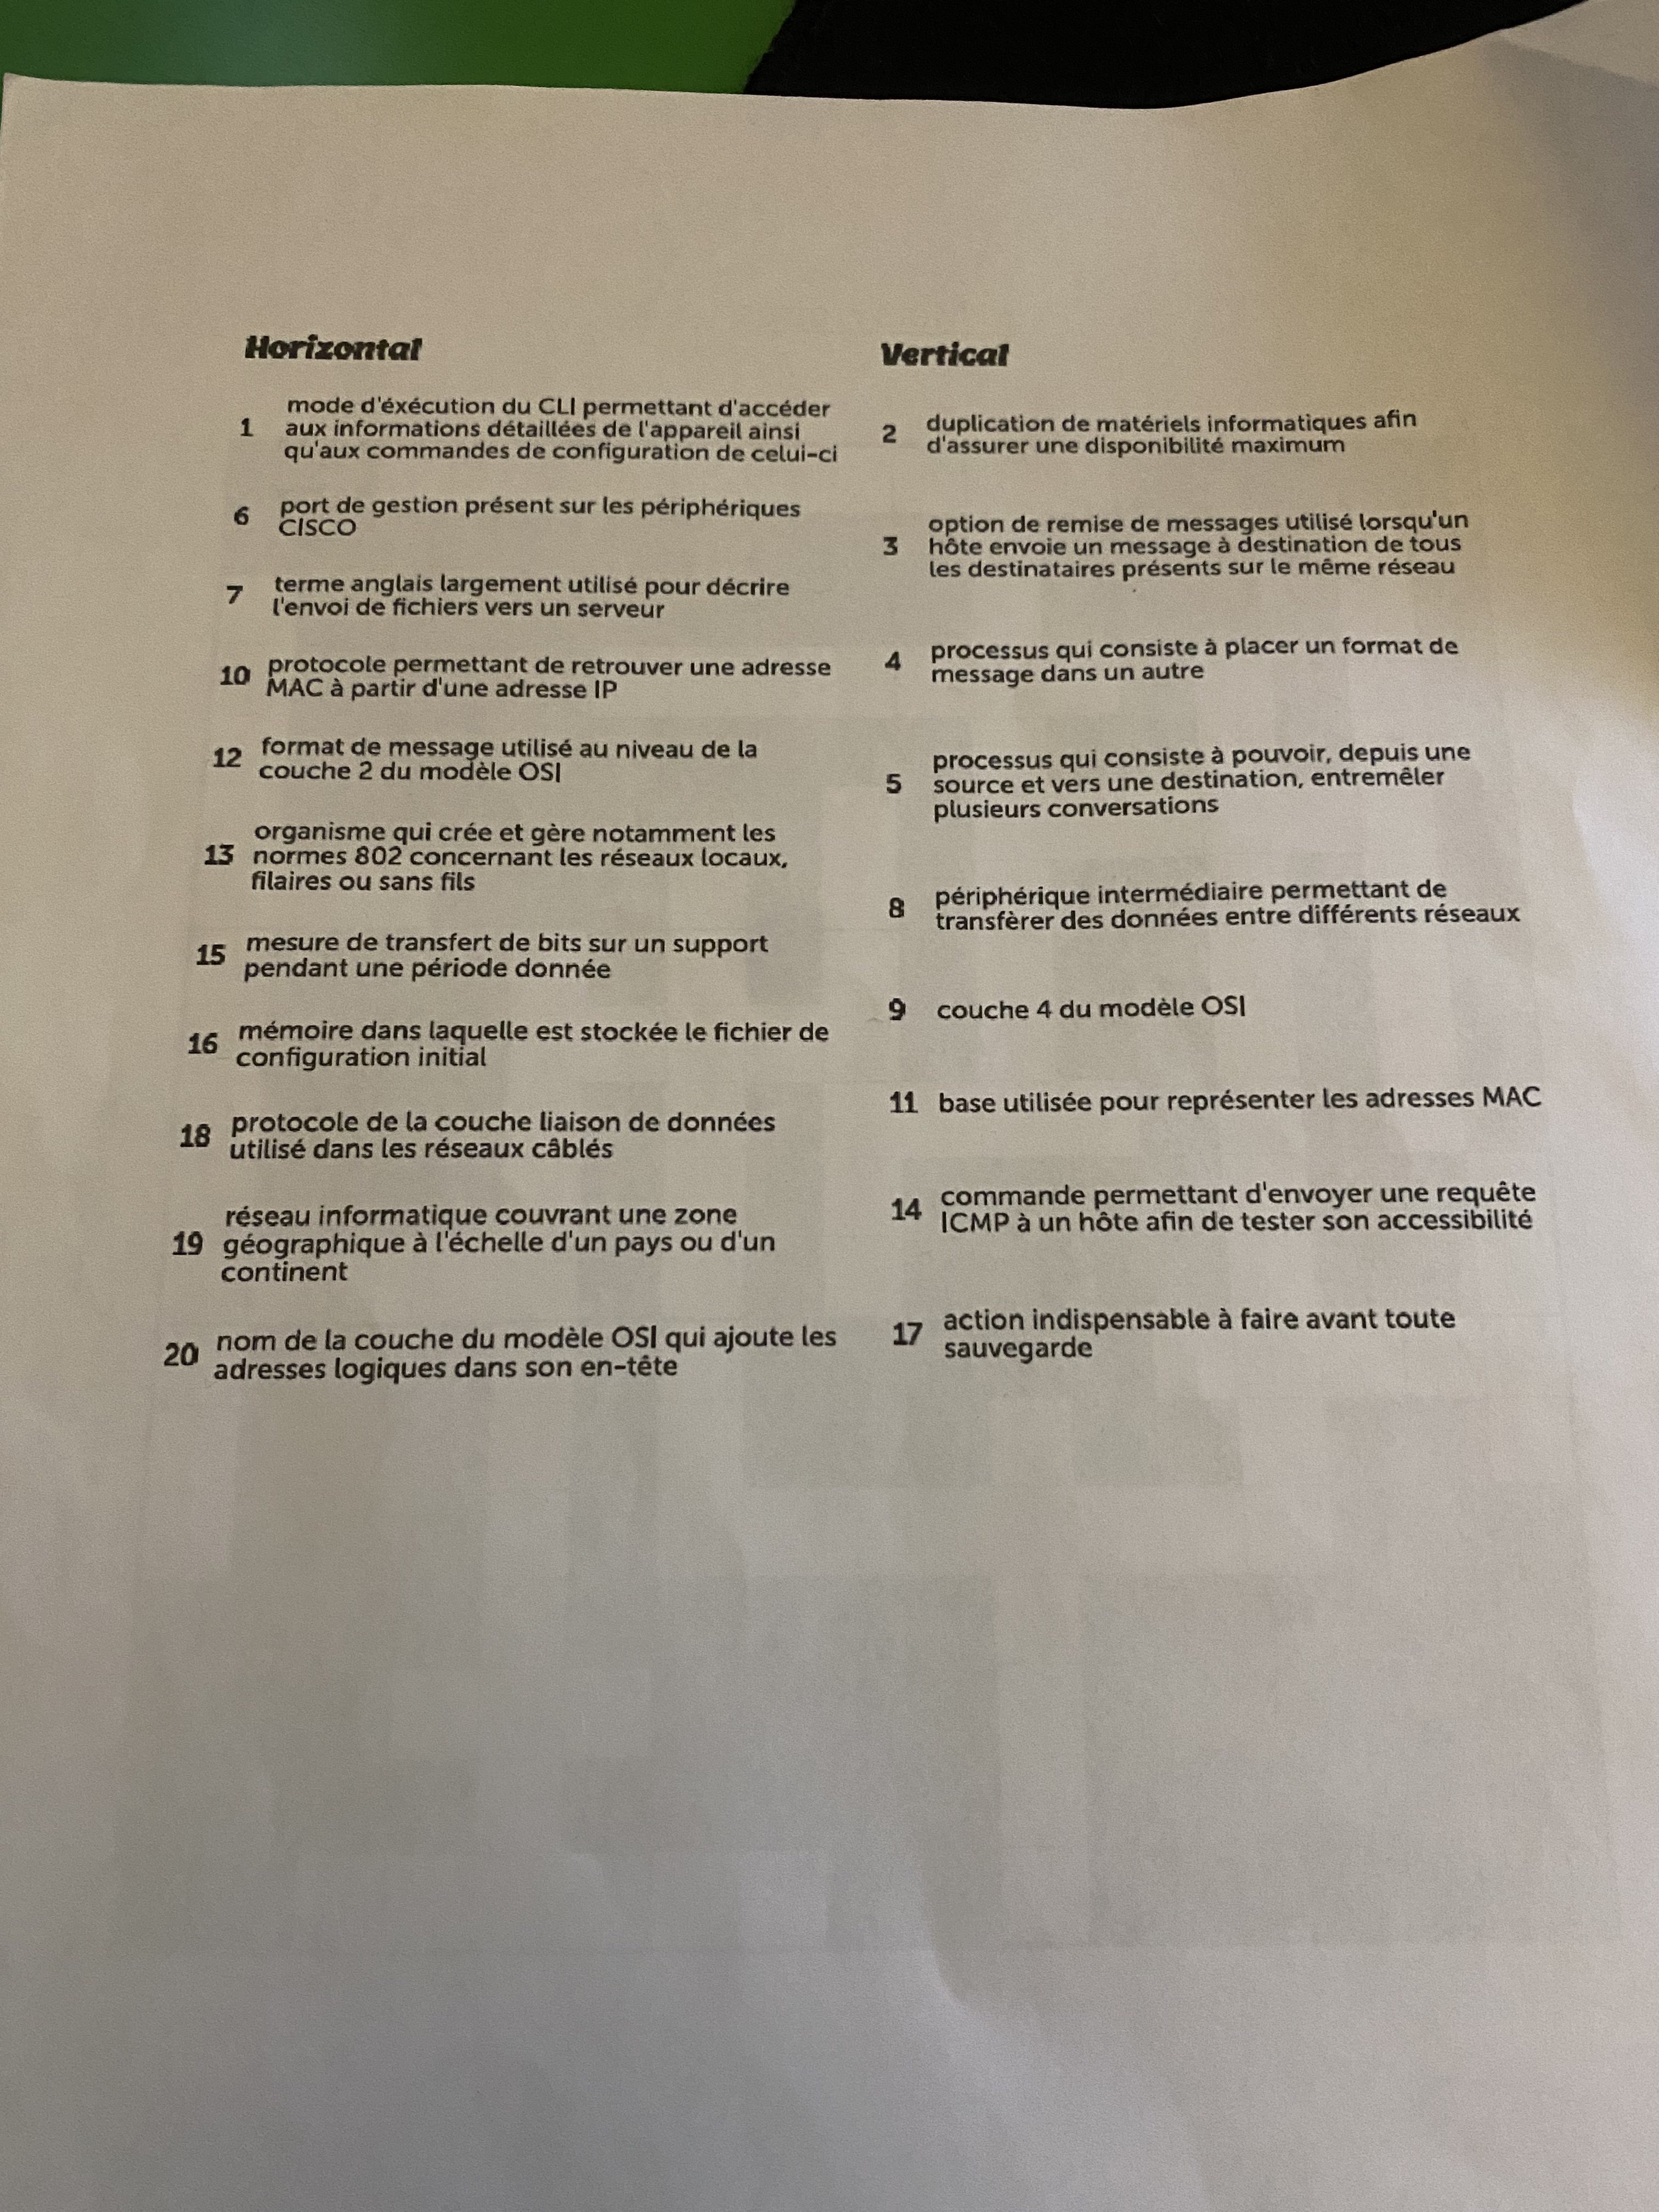 Horizontal
1 mode d'éxécution du CLI permettant d'accéder
aux informations détaillées de l'appareil ainsi
qu'aux commandes de configuration de celui-ci
6 port de gestion présent sur les périphériques
CISCO
7 terme anglais largement utilisé pour décrire
l'envoi de fichiers vers un serveur
10 protocole permettant de retrouver une adresse
MAC à partir d'une adresse IP
12 format de message utilisé au niveau de la
couche 2 du modèle OSI
13 organisme qui crée et gère notamment les
normes 802 concernant les réseaux locaux,
filaires ou sans fils
15 mesure de transfert de bits sur un support
pendant une période donnée
16 mémoire dans laquelle est stockée le fichier de
configuration initial
18 protocole de la couche liaison de données
utilisé dans les réseaux câblés
19 réseau informatique couvrant une zone
géographique à l'échelle d'un pays ou d'un
continent
20 nom de la couche du modèle OSI qui ajoute les
adresses logiques dans son en-tête
Vertical
2 duplication de matériels informatiques afin
d'assurer une disponibilité maximum
3 option de remise de messages utilisé lorsqu'un
hôte envoie un message à destination de tous
les destinataires présents sur le même réseau
4 processus qui consiste à placer un format de
message dans un autre
5 processus qui consiste à pouvoir, depuis une
source et vers une destination, entremêler
plusieurs conversations
8 périphérique intermédiaire permettant de
transfèrer des données entre différents réseaux
9 couche 4 du modèle OSI
11 base utilisée pour représenter les adresses MAC
14 commande permettant d'envoyer une requête
ICMP à un hôte afin de tester son accessibilité
17 action indispensable à faire avant toute
sauvegarde